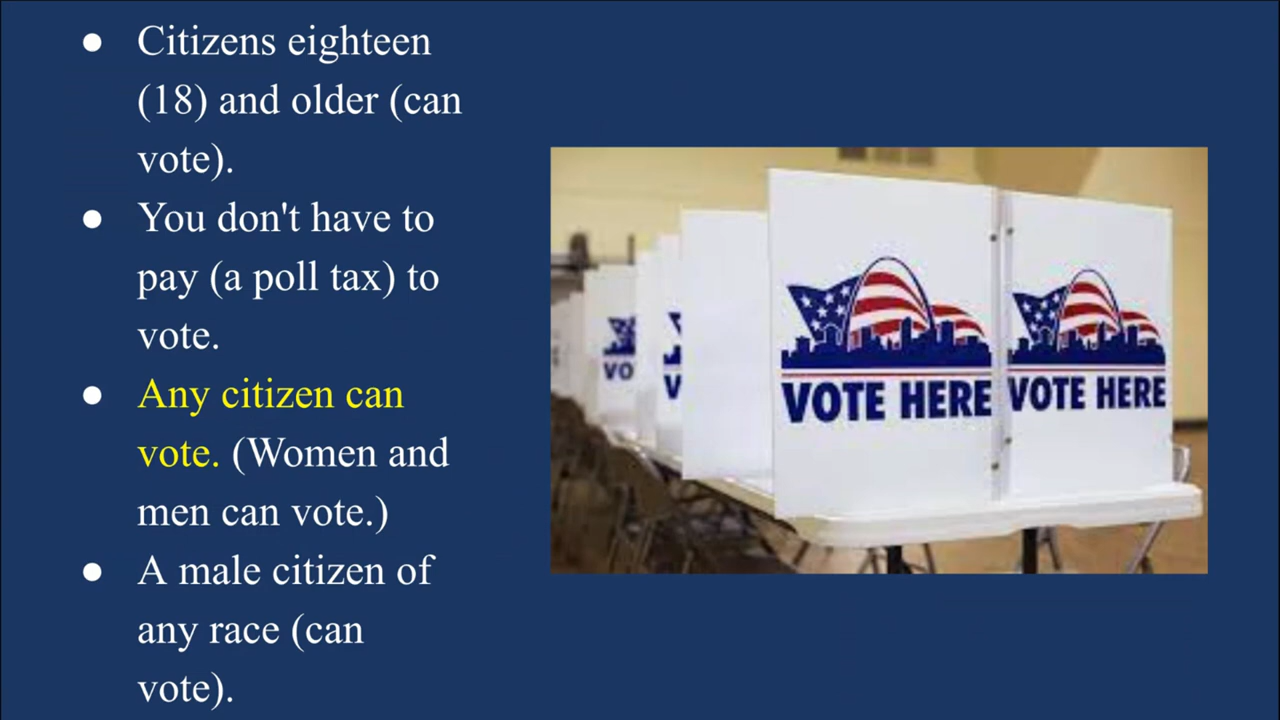 ● Citizens eighteen
(18) and older (can
vote).
● You don't have to
pay (a poll tax) to
vote.
● Any citizen can
vote. (Women and
men can vote.)
● A male citizen of
any race (can
vote).
VO
V
VOTE HERE
VOTE HERE